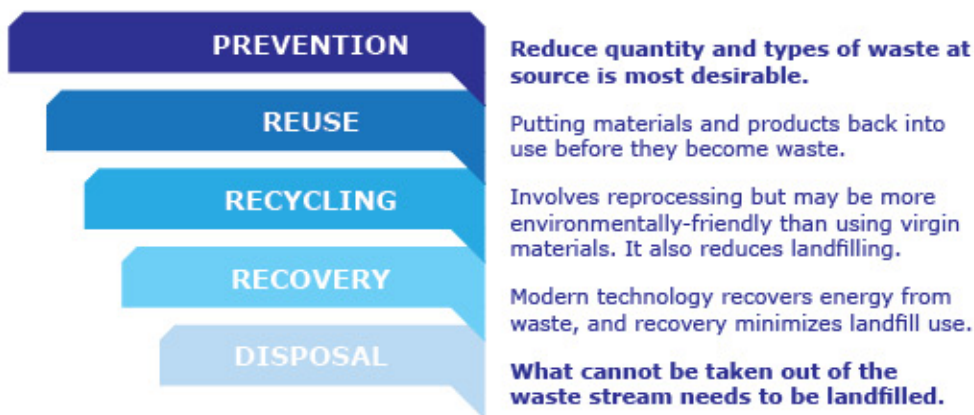 PREVENTION
Reduce quantity and types of waste at
source is most desirable.
REUSE
Putting materials and products back into
use before they become waste.
RECYCLING
Involves reprocessing but may be more
environmentally-friendly than using virgin
materials. It also reduces landfilling.
RECOVERY
Modern technology recovers energy from
waste, and recovery minimizes landfill use.
DISPOSAL
What cannot be taken out of the
waste stream needs to be landfilled.